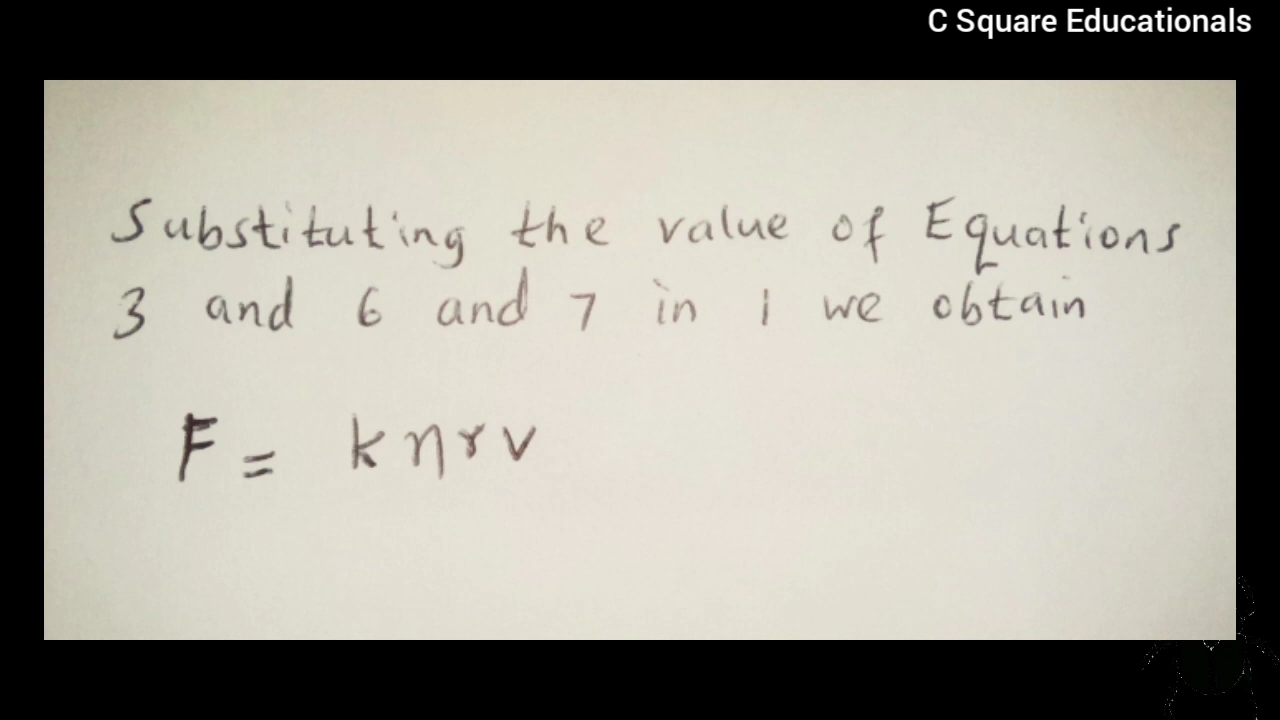 C Square Educationals
Substituting the value of Equations
3 and 6 and 7 in 1 we obtain
F = kηrv